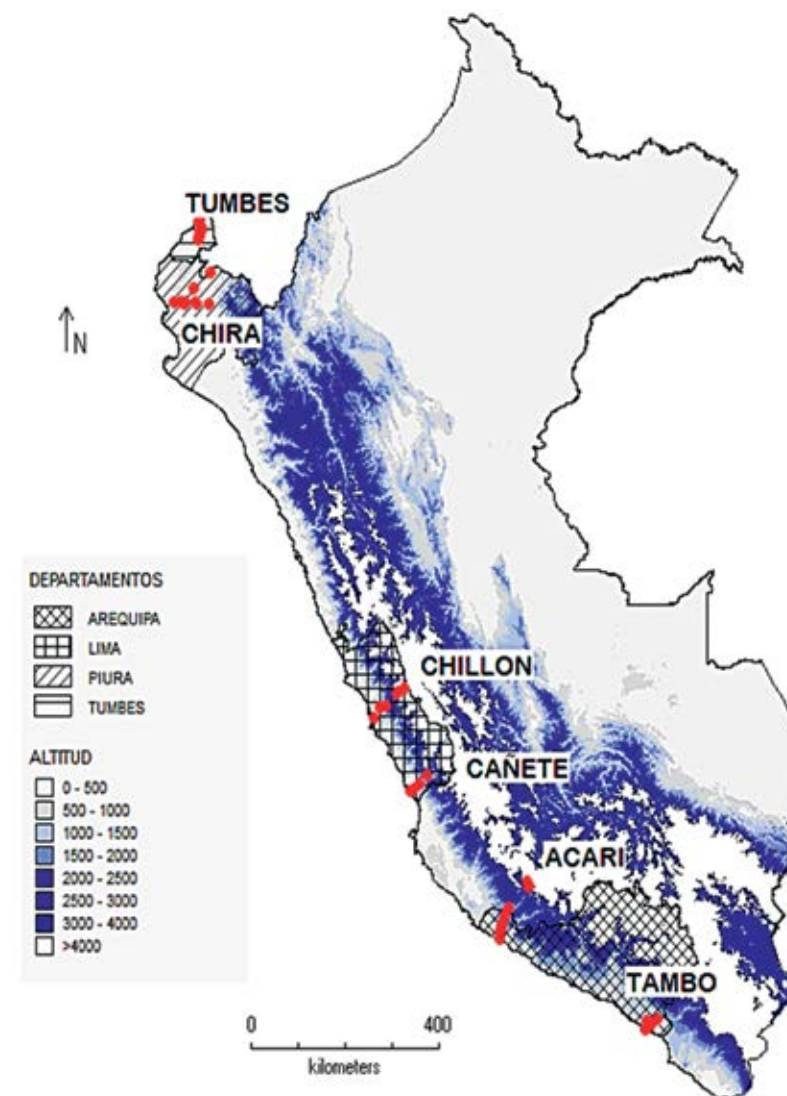 TUMBES
CHIRA
N
DEPARTAMENTOS
AREQUIPA
LIMA
PIURA
TUMBES
ALTITUD
0 - 500
500 - 1000
1000 - 1500
1500 - 2000
2000 - 2500
2500 - 3000
3000 - 4000
>4000
CHILLON
CAÑETE
ACARI
TAMBO
0 400
kilometers